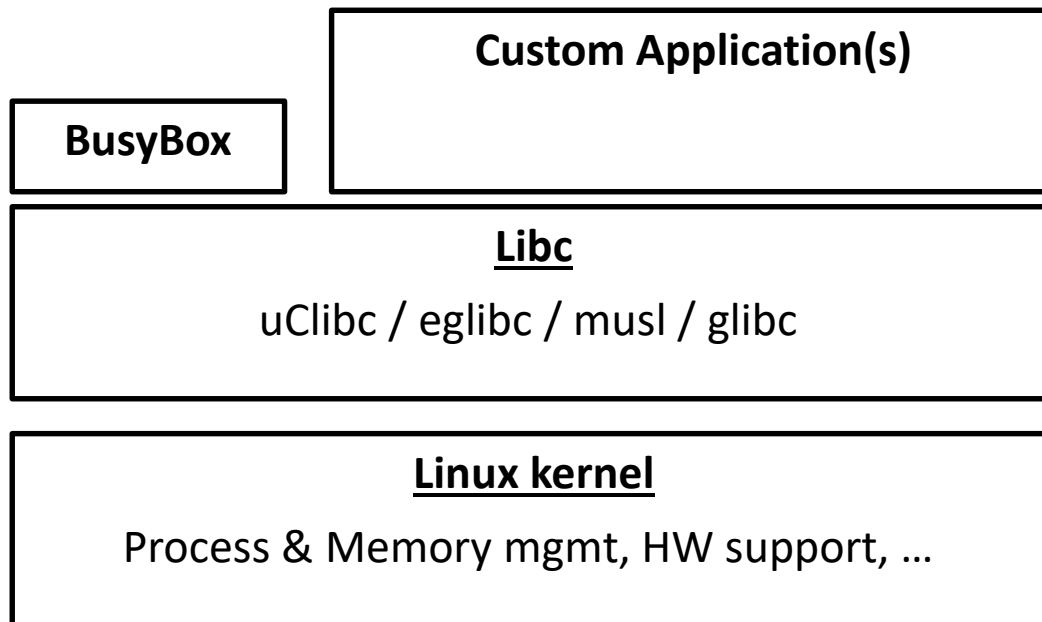 Custom Application(s)
BusyBox
Libc
uClibc / eglibc / musl / glibc
Linux kernel
Process & Memory mgmt, HW support, …